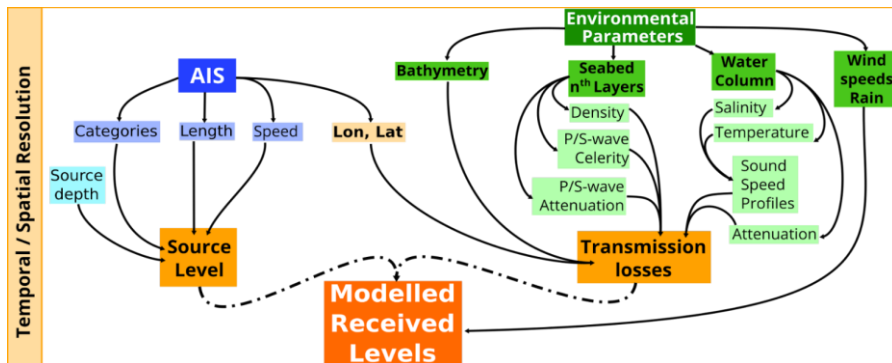 Temporal / Spatial Resolution
Environmental
Parameters
AIS
Bathymetry
Seabed
nth Layers
Water
Column
Wind
speeds
Rain
Categories
Length
Speed
Lon, Lat
Density
Salinity
Temperature
P/S-wave
Celerity
Source
depth
P/S-wave
Attenuation
Sound
Speed
Profiles
Attenuation
Source
Level
Transmission
losses
Modelled
Received
Levels